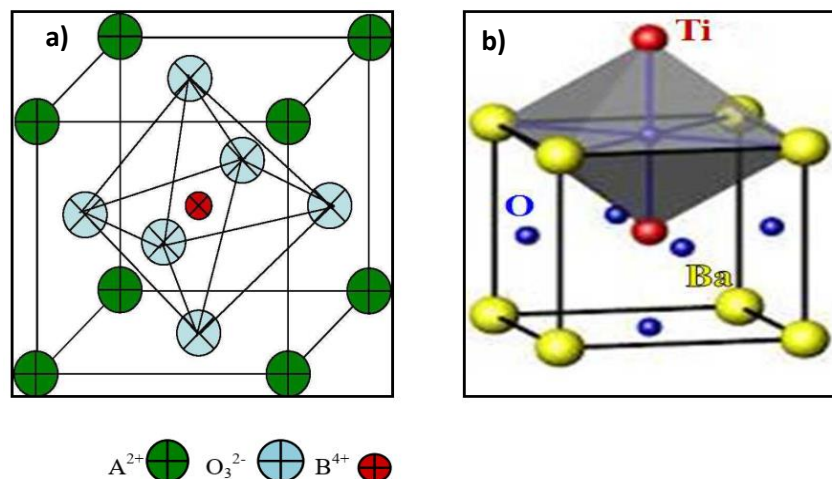 a)
b)
Ti
O
Ba
A²⁺ O₃²⁻ B⁴⁺